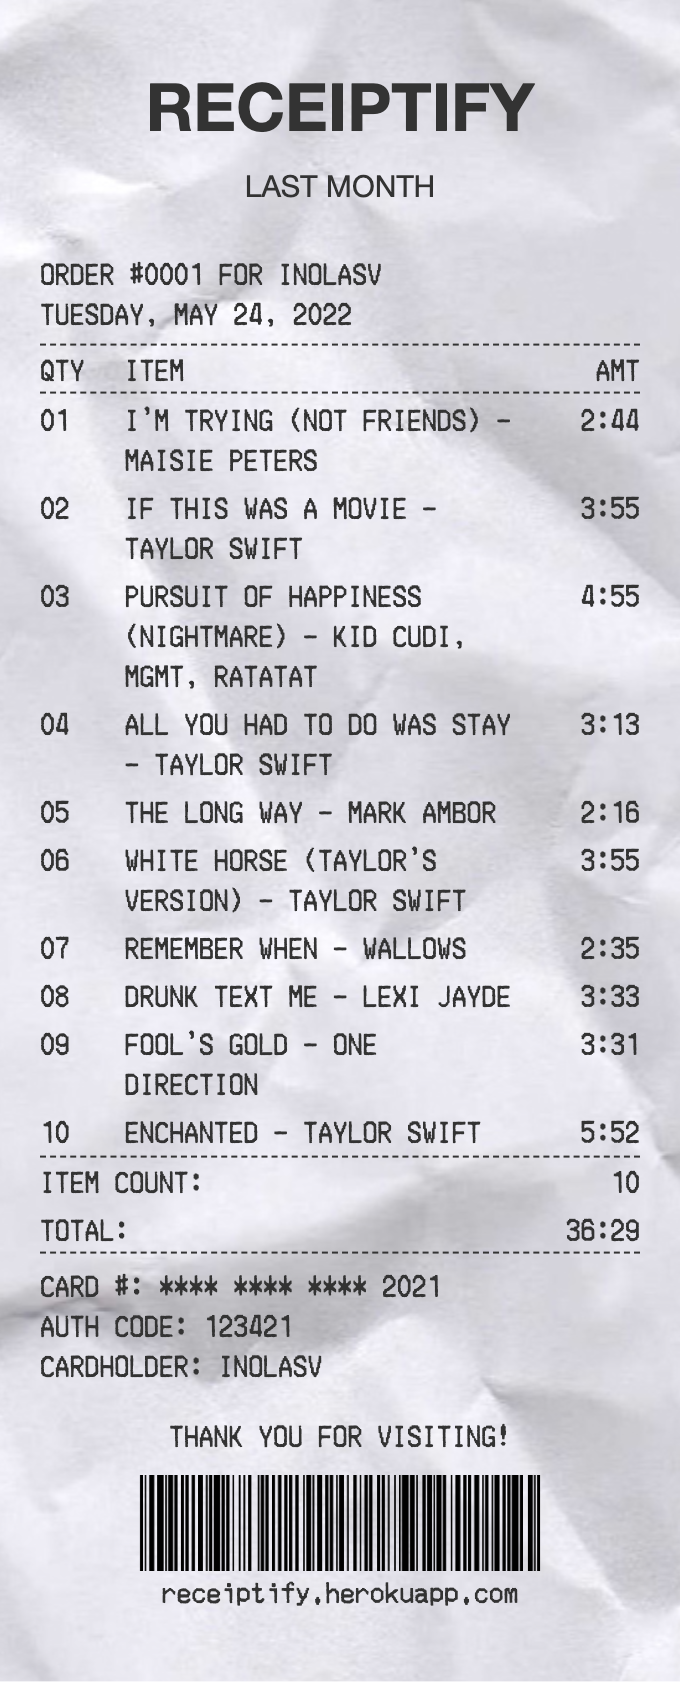 RECEIPTIFY
LAST MONTH
ORDER #0001 FOR INOLASV
TUESDAY, MAY 24, 2022
QTY ITEM AMT
01 I'M TRYING (NOT FRIENDS) - 2:44
MAISIE PETERS
02 IF THIS WAS A MOVIE - 3:55
TAYLOR SWIFT
03 PURSUIT OF HAPPINESS 4:55
(NIGHTMARE) - KID CUDI,
MGMT, RATATAT
04 ALL YOU HAD TO DO WAS STAY 3:13
- TAYLOR SWIFT
05 THE LONG WAY - MARK AMBOR 2:16
06 WHITE HORSE (TAYLOR'S 3:55
VERSION) - TAYLOR SWIFT
07 REMEMBER WHEN - WALLOWS 2:35
08 DRUNK TEXT ME - LEXI JAYDE 3:33
09 FOOL'S GOLD - ONE 3:31
DIRECTION
10 ENCHANTED - TAYLOR SWIFT 5:52
ITEM COUNT: 10
TOTAL: 36:29
CARD #: **** **** **** 2021
AUTH CODE: 123421
CARDHOLDER: INOLASV
THANK YOU FOR VISITING!
receiptify.herokuapp.com